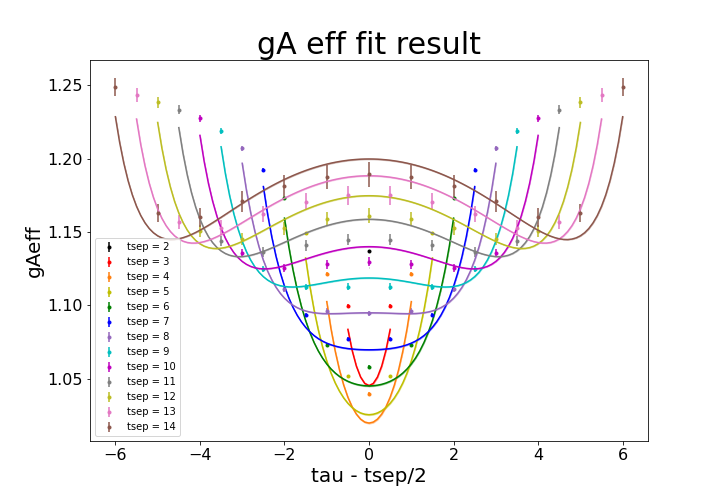 gA eff fit result
1.25
1.20
1.15
1.10
1.05
gAeff
tsep = 2
tsep = 3
tsep = 4
tsep = 5
tsep = 6
tsep = 7
tsep = 8
tsep = 9
tsep = 10
tsep = 11
tsep = 12
tsep = 13
tsep = 14
−6 −4 −2 0 2 4 6
tau - tsep/2